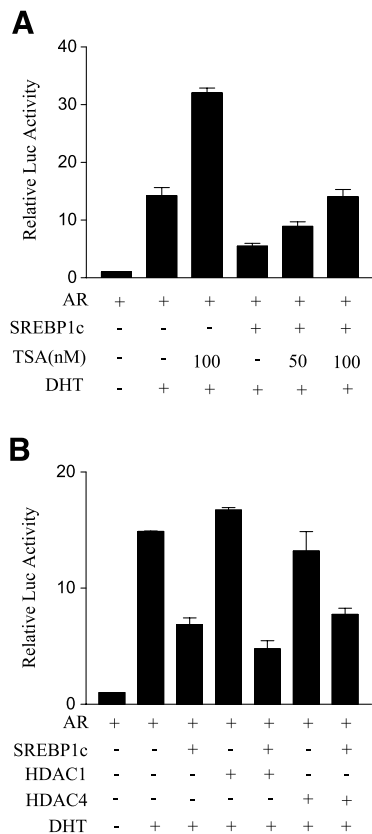 A
Relative Luc Activity
40
30
20
10
0
AR + + + + + +
SREBP1c - - - + + +
TSA(nM) - - 100 - 50 100
DHT - + + + + +
B
Relative Luc Activity
20
10
0
AR + + + + + + +
SREBP1c - - + - + - +
HDAC1 - - - + + - -
HDAC4 - - - - - + +
DHT - + + + + + +